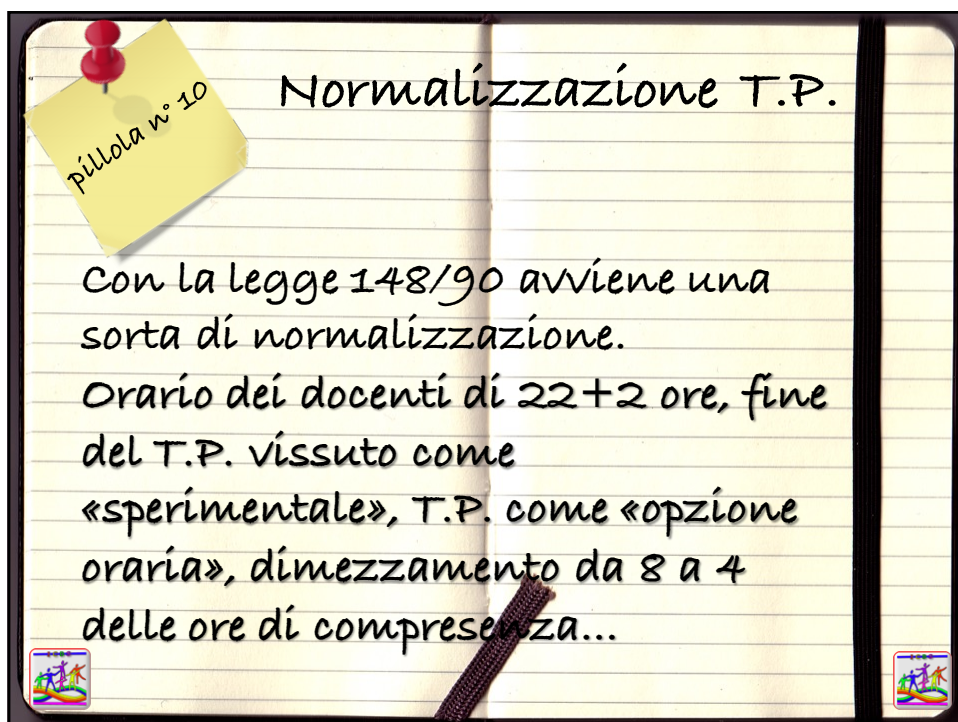 pillola n° 10
Normalizzazione T.P.
Con la legge 148/90 avviene una
sorta di normalizzazione.
Orario dei docenti di 22+2 ore, fine
del T.P. vissuto come
«sperimentale», T.P. come «opzione
oraria», dimezzamento da 8 a 4
delle ore di compresenza...